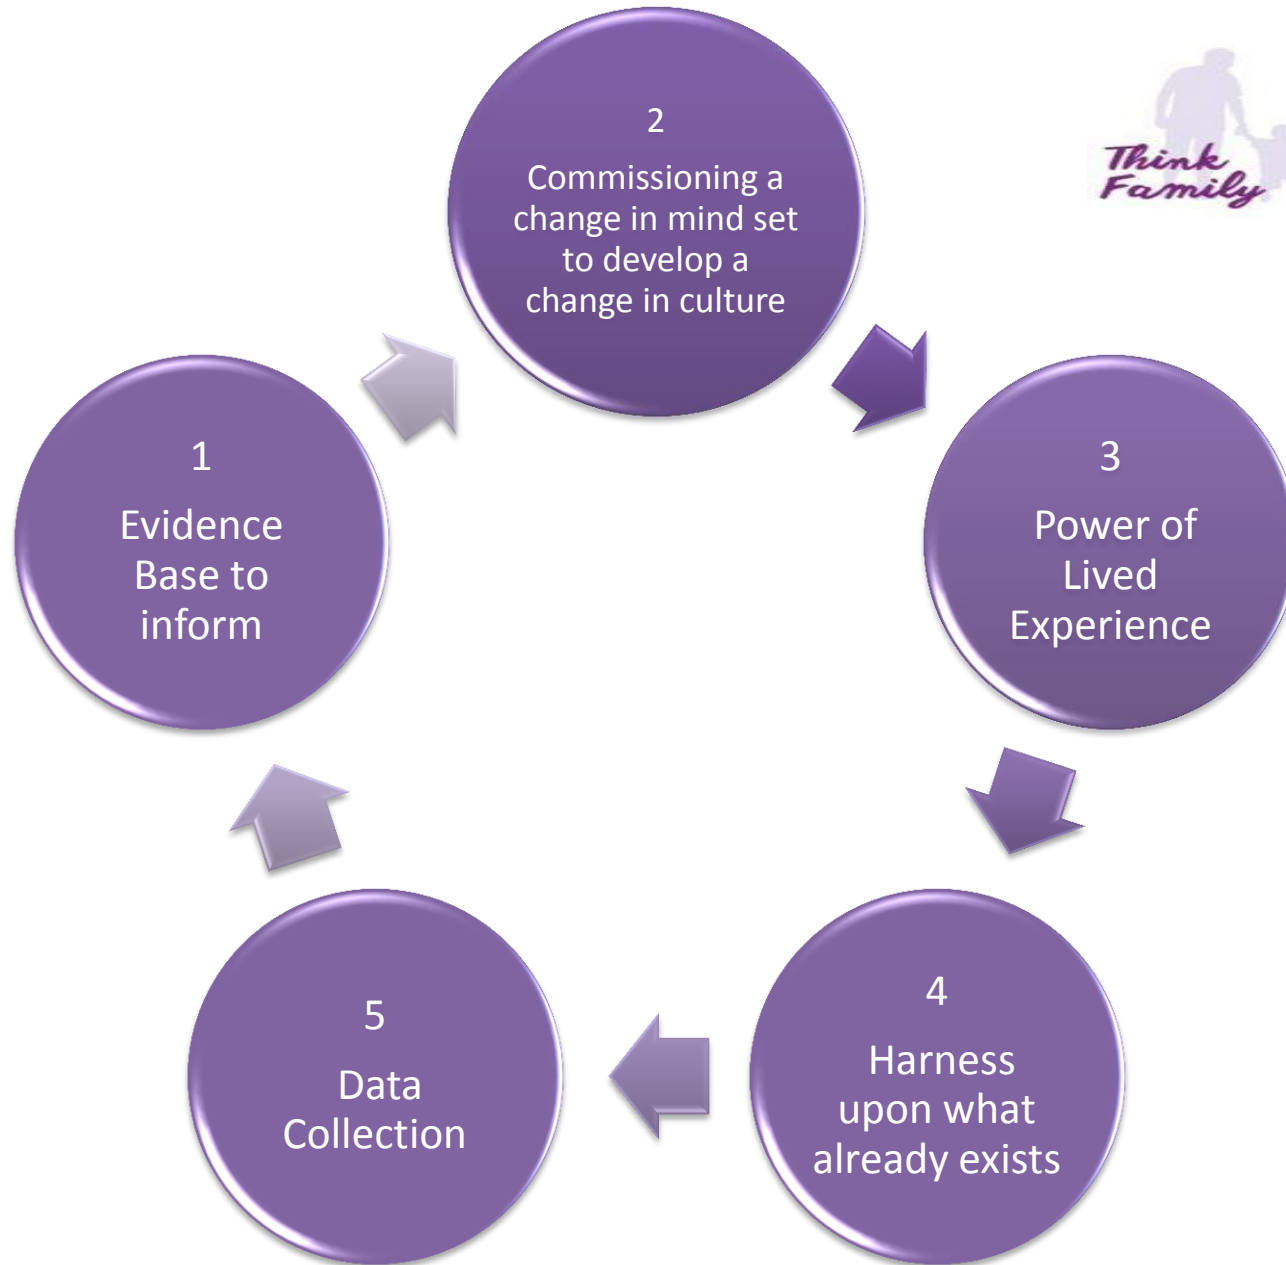 2
Commissioning a
change in mind set
to develop a
change in culture
Think
Family
1
Evidence
Base to
inform
3
Power of
Lived
Experience
5
Data
Collection
4
Harness
upon what
already exists